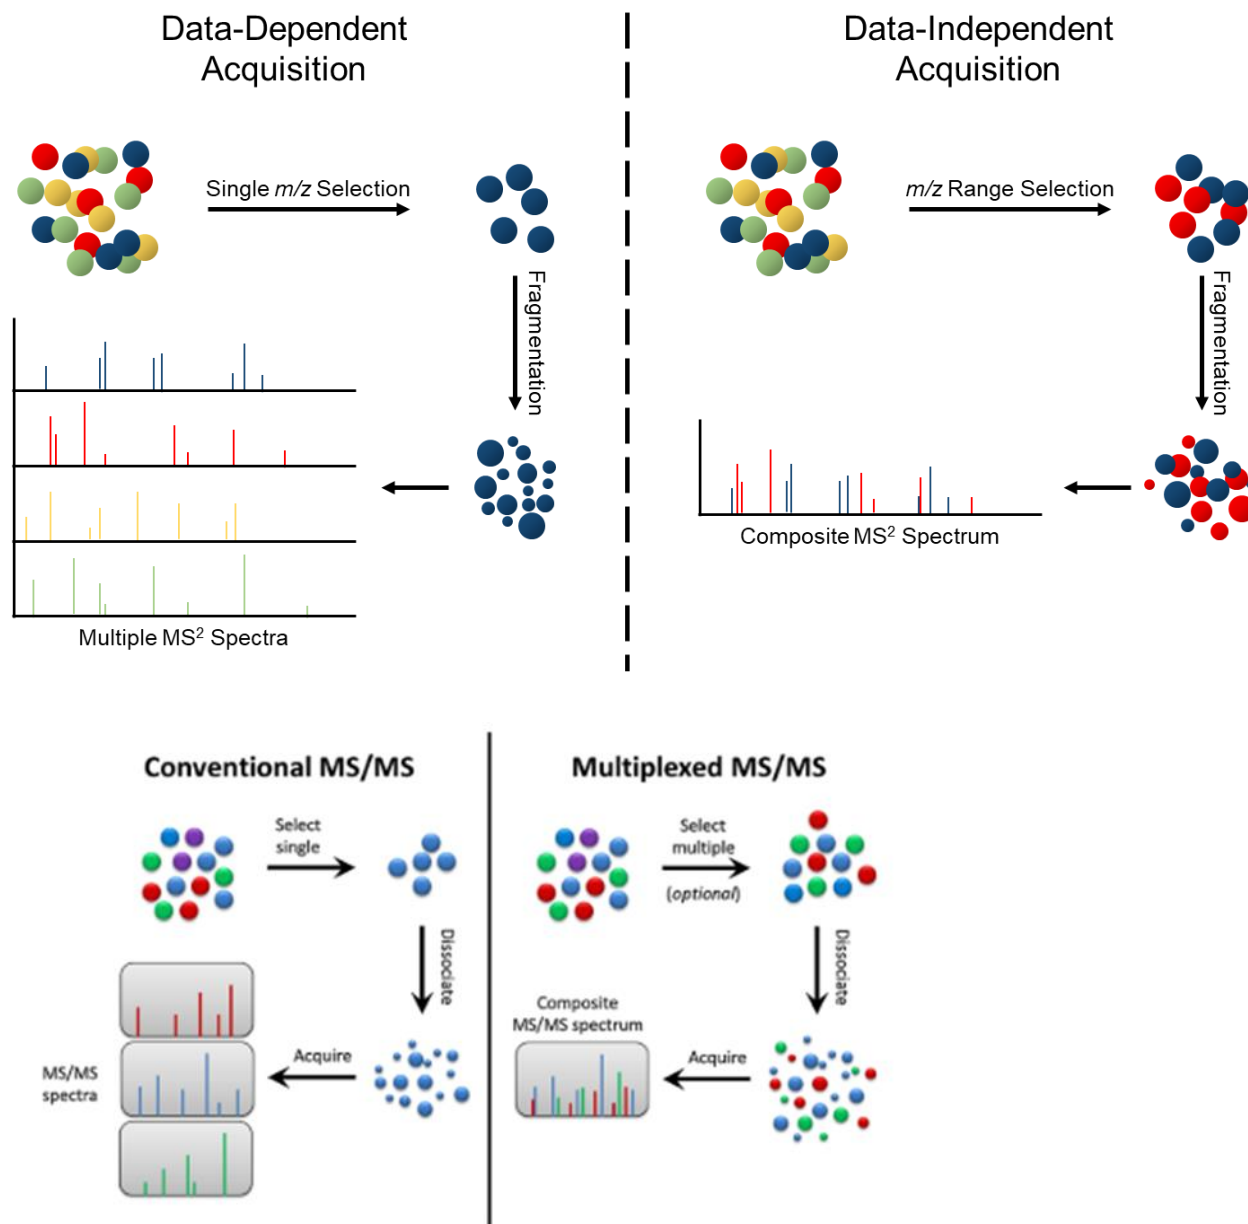 Data-Dependent
Acquisition
Data-Independent
Acquisition
Single m/z Selection
m/z Range Selection
Fragmentation
Fragmentation
Multiple MS² Spectra
Composite MS² Spectrum
Conventional MS/MS
Multiplexed MS/MS
Select
single
Select
multiple
(optional)
Dissociate
Dissociate
Composite
MS/MS spectrum
Acquire
Acquire
MS/MS
spectra